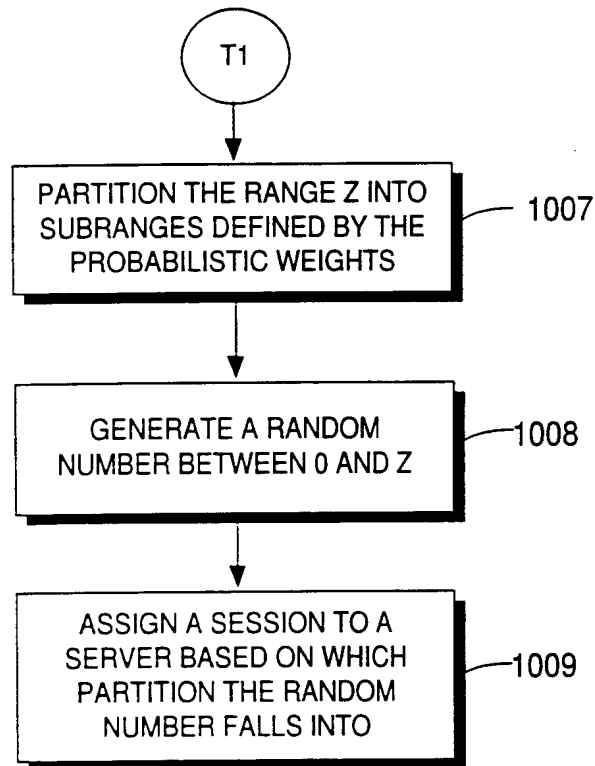 T1
PARTITION THE RANGE Z INTO
SUBRANGES DEFINED BY THE
PROBABILISTIC WEIGHTS
1007
GENERATE A RANDOM
NUMBER BETWEEN 0 AND Z
1008
ASSIGN A SESSION TO A
SERVER BASED ON WHICH
PARTITION THE RANDOM
NUMBER FALLS INTO
1009